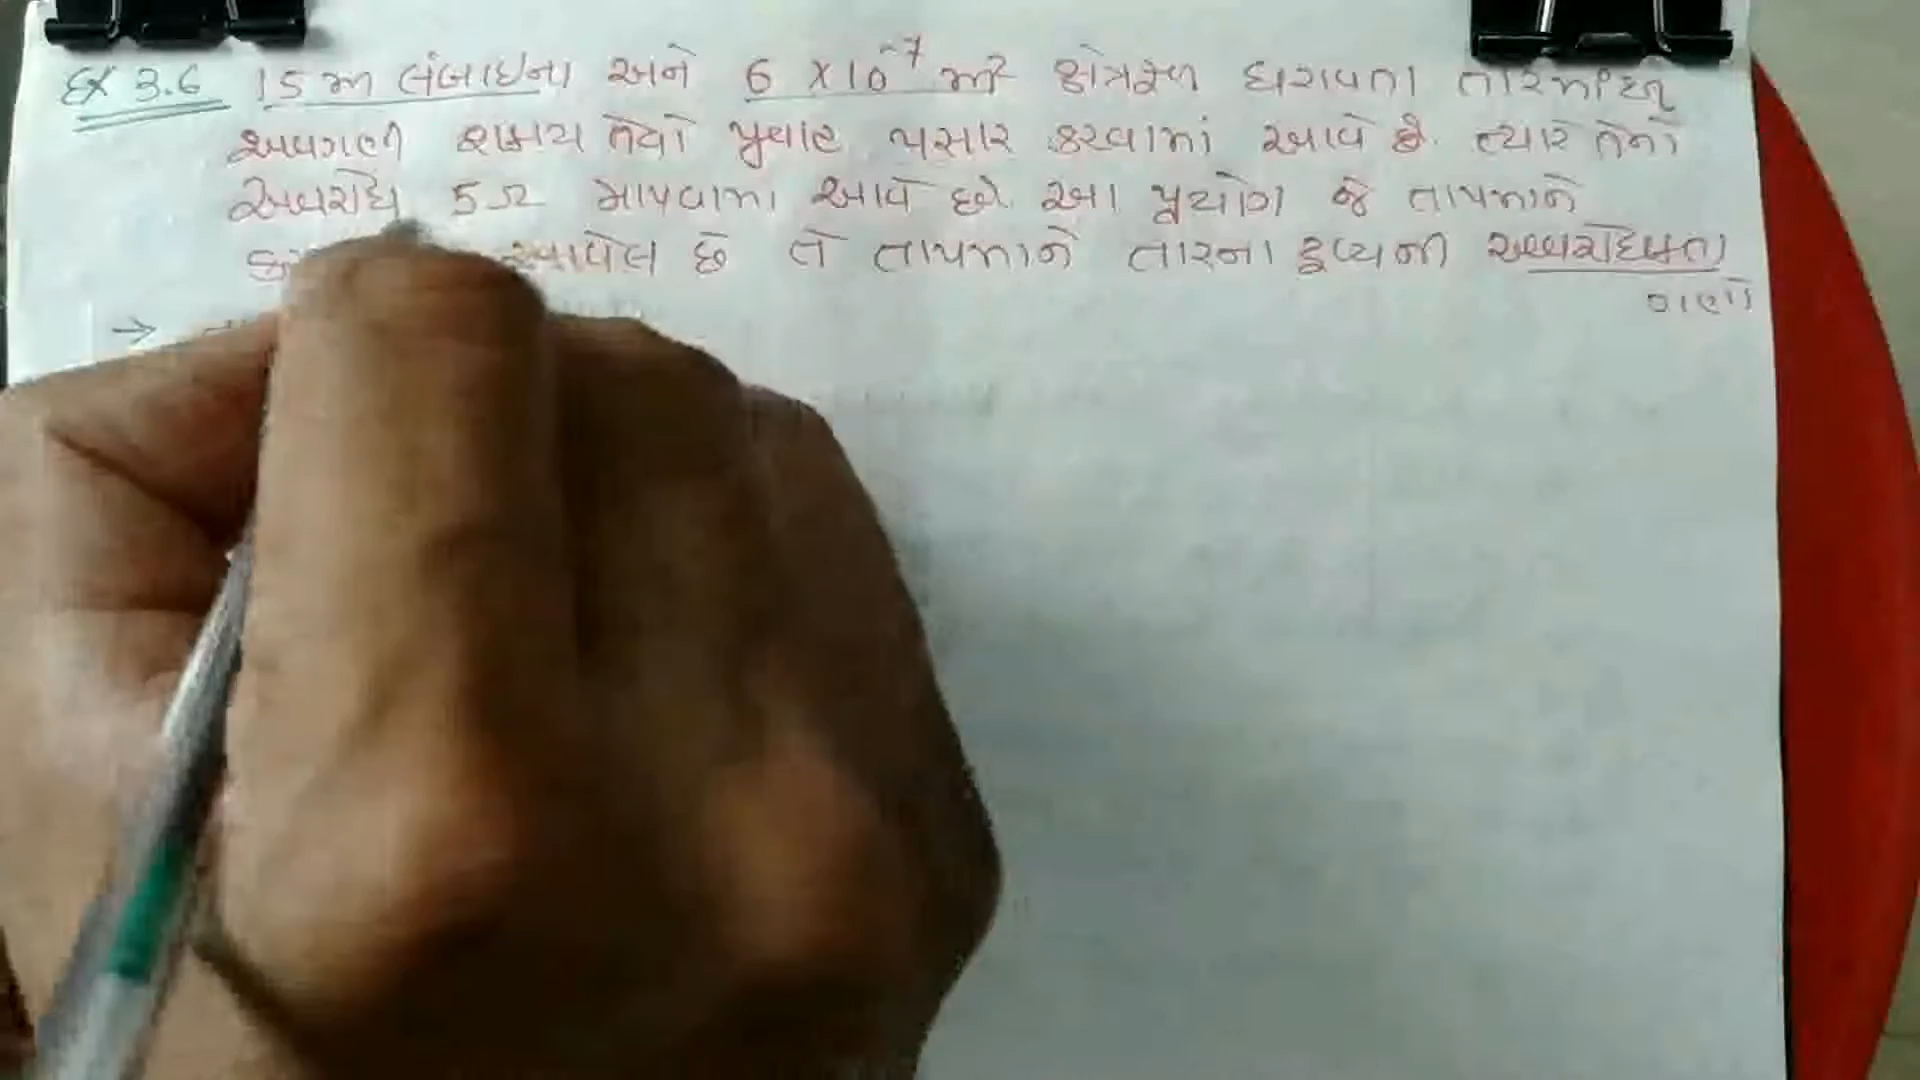 Ex 3.6 15 m લંબાઇના અને 6 x 10⁻⁷ m² ક્ષેત્રફળ ધરાવતા તારમાંથી
અવગણી શકાય તેવો પ્રવાહ પસાર કરવામાં આવે છે. ત્યારે તેનો
અવરોધ 5Ω માપવામાં આવે છે. આ પ્રયોગ જે તાપમાને
આવેલ છે તે તાપમાને તારના દ્રવ્યની અવરોધકતા
ગણો
→